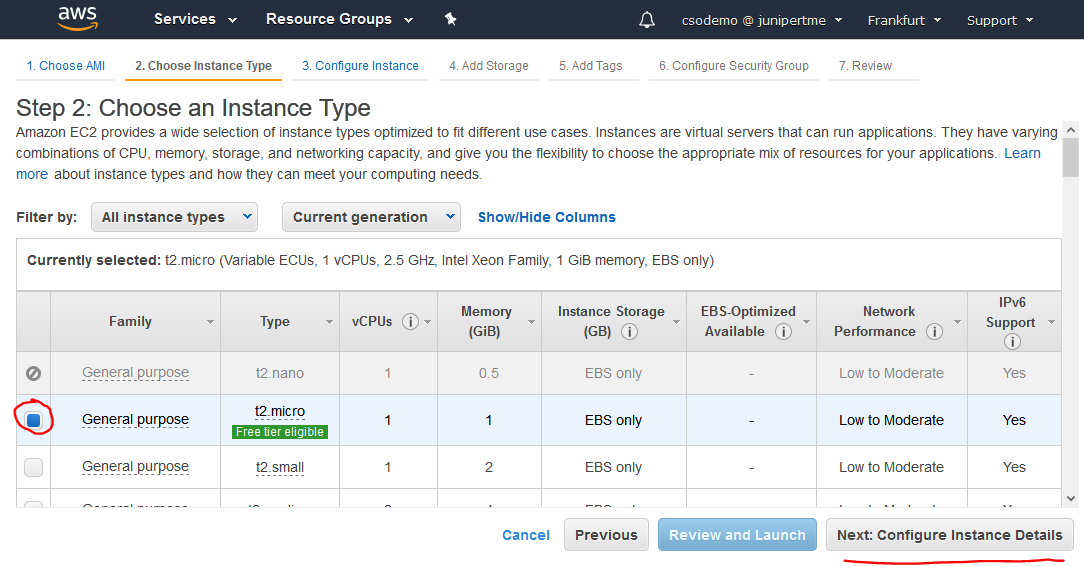 aws
Services
Resource Groups
csodemo @ junipertme
Frankfurt
Support
1. Choose AMI
2. Choose Instance Type
3. Configure Instance
4. Add Storage
5. Add Tags
6. Configure Security Group
7. Review
Step 2: Choose an Instance Type
Amazon EC2 provides a wide selection of instance types optimized to fit different use cases. Instances are virtual servers that can run applications. They have varying
combinations of CPU, memory, storage, and networking capacity, and give you the flexibility to choose the appropriate mix of resources for your applications. Learn
more about instance types and how they can meet your computing needs.
Filter by: All instance types Current generation Show/Hide Columns
Currently selected: t2.micro (Variable ECUs, 1 vCPUs, 2.5 GHz, Intel Xeon Family, 1 GiB memory, EBS only)
Family
Type
vCPUs i
Memory
(GiB)
Instance Storage
(GB) i
EBS-Optimized
Available i
Network
Performance i
IPv6
Support
i
General purpose t2.nano 1 0.5 EBS only - Low to Moderate Yes
General purpose t2.micro 1 1 EBS only - Low to Moderate Yes
Free tier eligible
General purpose t2.small 1 2 EBS only - Low to Moderate Yes
Cancel Previous Review and Launch Next: Configure Instance Details